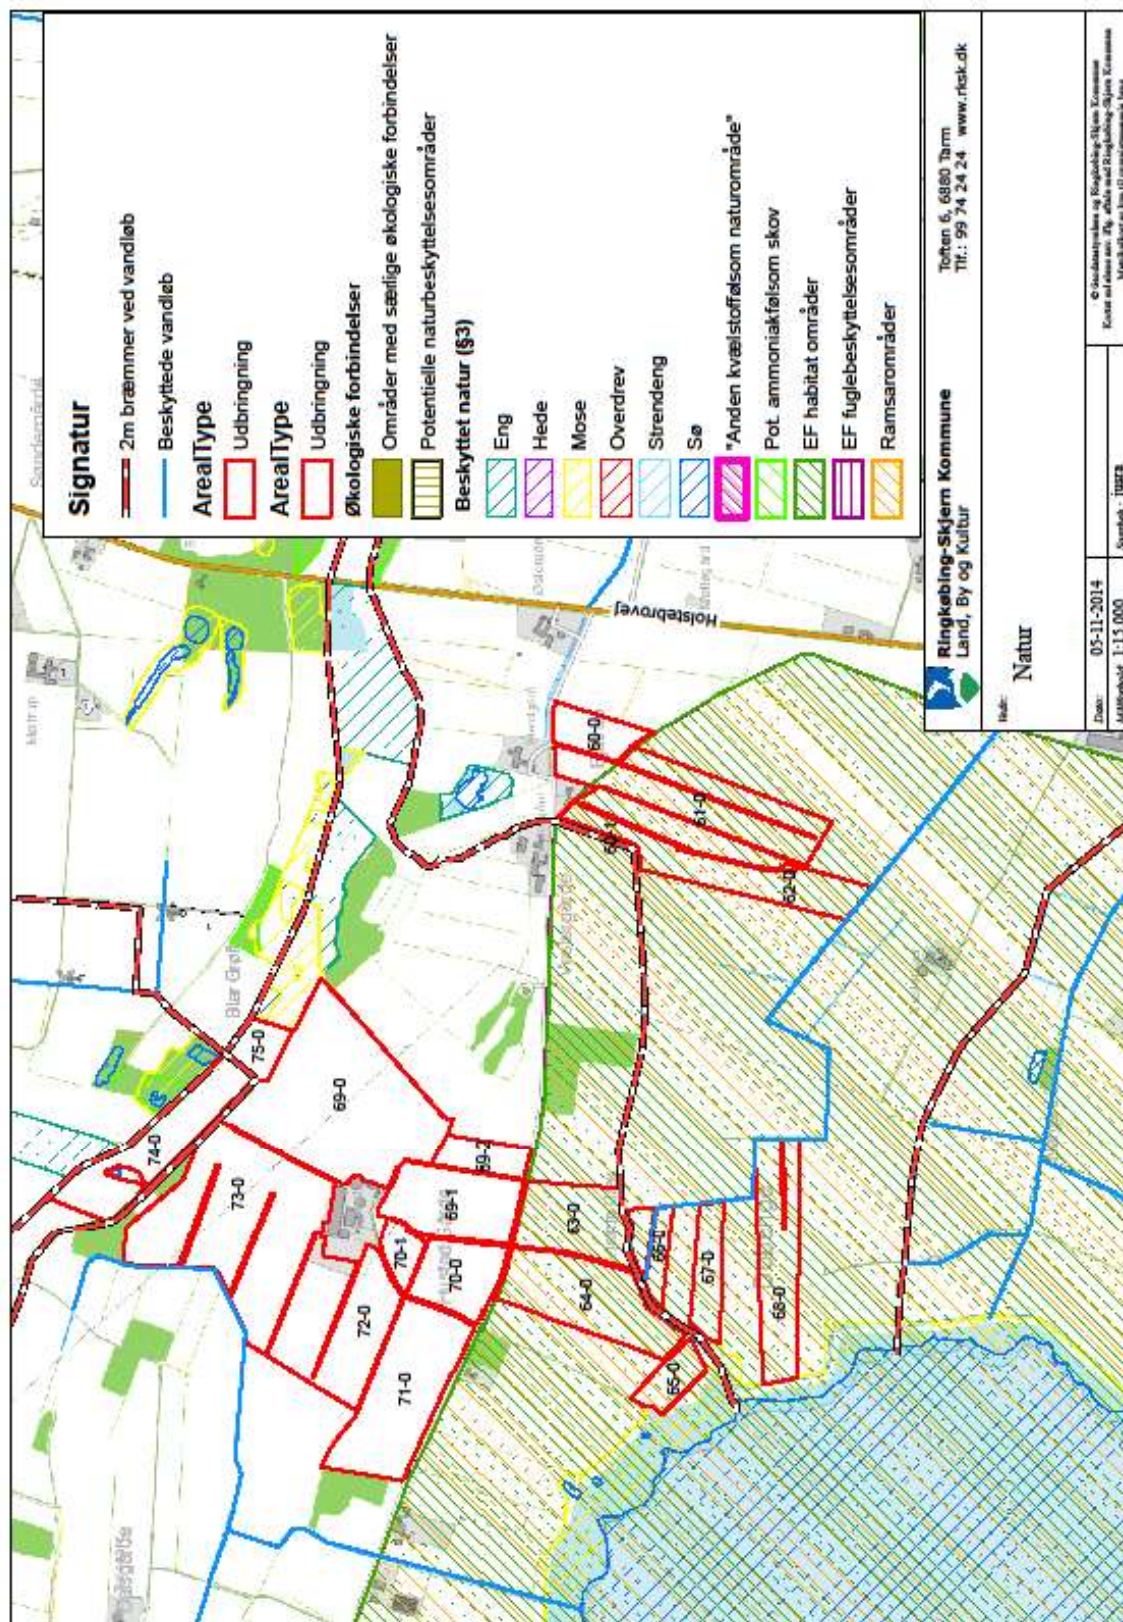 Signatur
2m bræmmer ved vandløb
Beskyttede vandløb
ArealType
Udbringning
ArealType
Udbringning
Økologiske forbindelser
Områder med særlige økologiske forbindelser
Potentielle naturbeskyttelsesområder
Beskyttet natur (§3)
Eng
Hede
Mose
Overdrev
Strendeng
Sø
"Anden kvælstoffølsom naturområde"
Pot. ammoniakfølsom skov
EF habitat områder
EF fuglebeskyttelsesområder
Ramsarområder
Ringkøbing-Skjern Kommune
Land, By og Kultur
Toften 6, 6880 Tarm
Tlf.: 99 74 24 24 www.rksk.dk
Natur
Dato: 05-11-2014
1:15.000
Holstebrovej
60-0
61-0
62-0
63-0
64-0
65-0
66-0
67-0
68-0
69-0
69-1
69-2
70-0
70-1
71-0
72-0
73-0
74-0
75-0